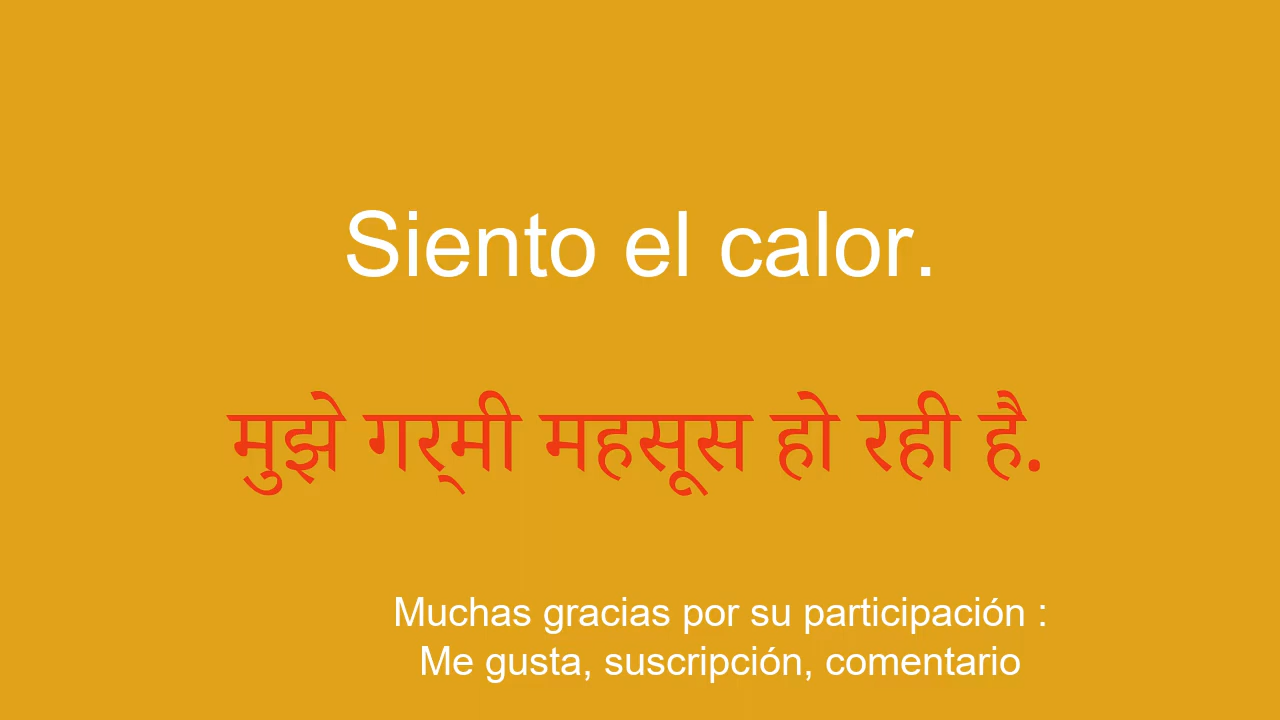 Siento el calor.
मुझे गर्‌मी महसूस हो रही है.
Muchas gracias por su participación :
Me gusta, suscripción, comentario